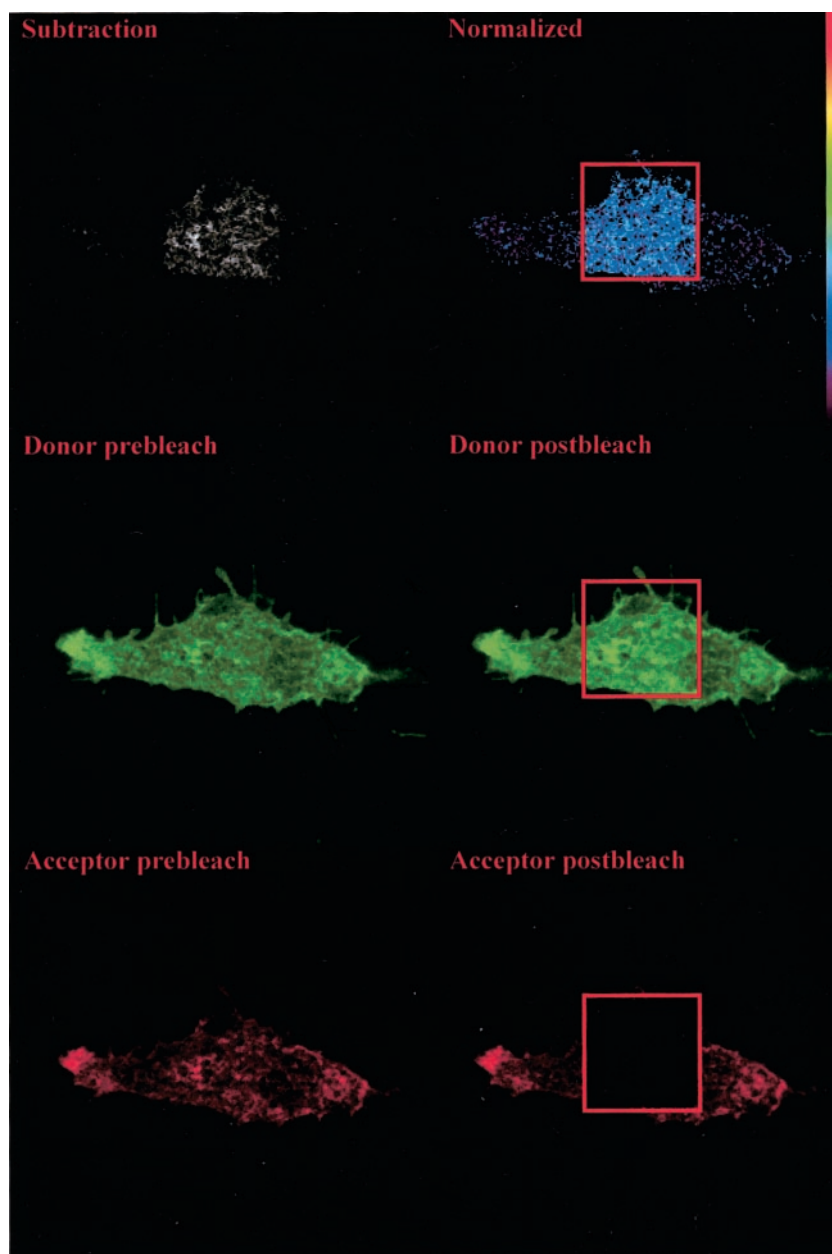 Subtraction
Normalized
Donor prebleach
Donor postbleach
Acceptor prebleach
Acceptor postbleach